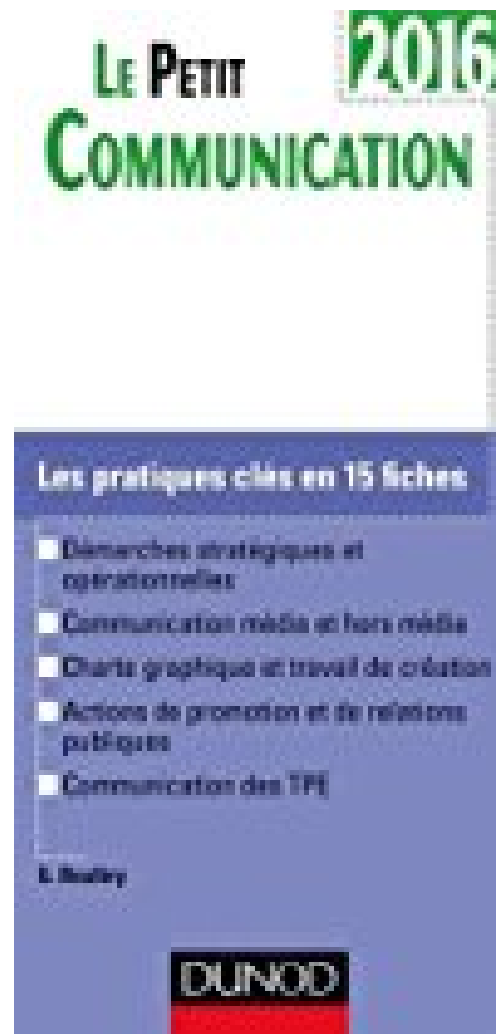 LE PETIT
2016
COMMUNICATION
Les pratiques clés en 15 fiches
Démarches stratégiques et
opérationnelles
Communication média et hors média
Charte graphique et travail de création
Actions de promotion et de relations
publiques
Communication des TPE
DUNOD